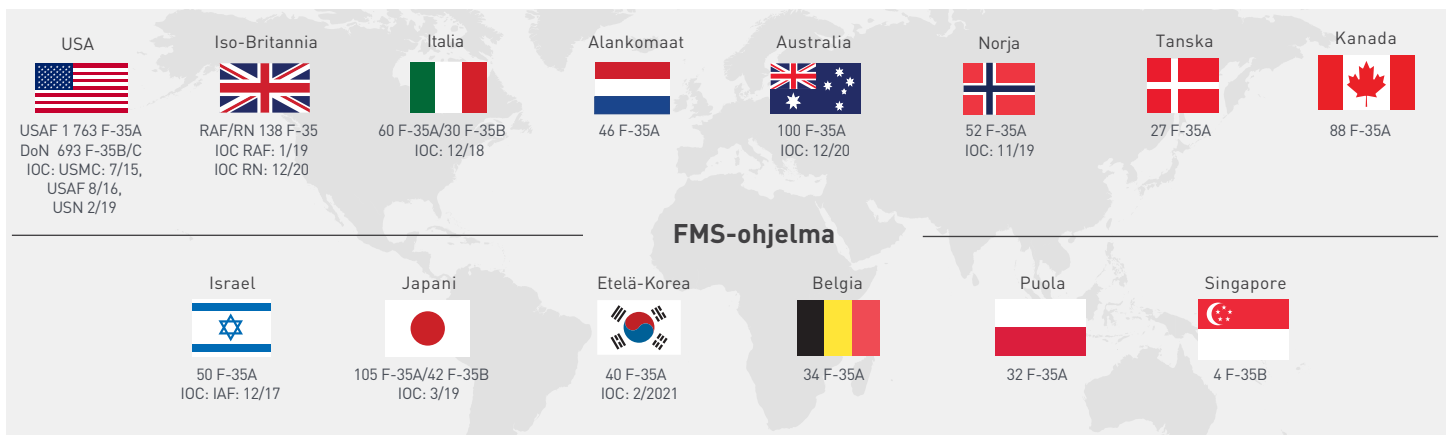 USA
USAF 1 763 F-35A
DoN 693 F-35B/C
IOC: USMC: 7/15,
USAF 8/16,
USN 2/19
Iso-Britannia
RAF/RN 138 F-35
IOC RAF: 1/19
IOC RN: 12/20
Italia
60 F-35A/30 F-35B
IOC: 12/18
Alankomaat
46 F-35A
Australia
100 F-35A
IOC: 12/20
Norja
52 F-35A
IOC: 11/19
Tanska
27 F-35A
Kanada
88 F-35A
FMS-ohjelma
Israel
50 F-35A
IOC: IAF: 12/17
Japani
105 F-35A/42 F-35B
IOC: 3/19
Etelä-Korea
40 F-35A
IOC: 2/2021
Belgia
34 F-35A
Puola
32 F-35A
Singapore
4 F-35B